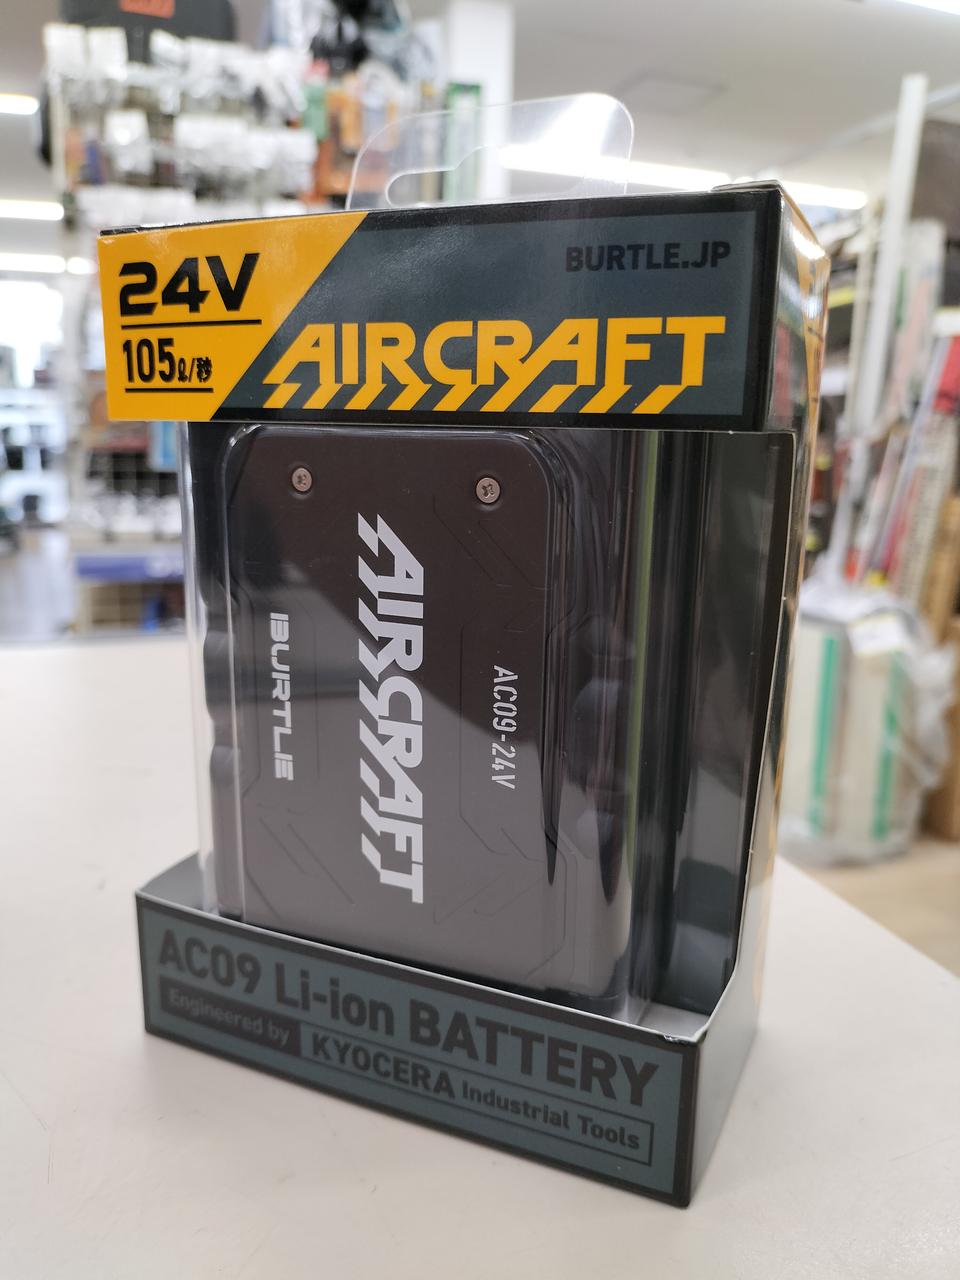 24V
105ℓ/秒
BURTLE.JP
AIRCRAFT
AIRCRAFT
BURTLE
AC09-24V
AC09 Li-ion BATTERY
Engineered by KYOCERA Industrial Tools